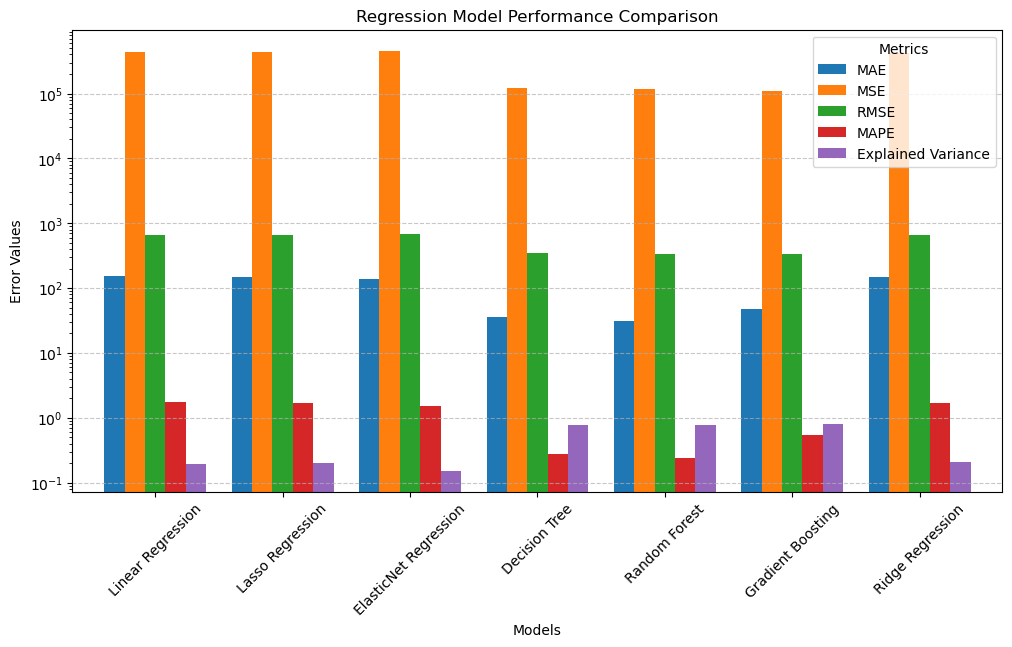 Regression Model Performance Comparison
Metrics
MAE
MSE
RMSE
MAPE
Explained Variance
Error Values
10⁵
10⁴
10³
10²
10¹
10⁰
10⁻¹
Linear Regression
Lasso Regression
ElasticNet Regression
Decision Tree
Random Forest
Gradient Boosting
Ridge Regression
Models